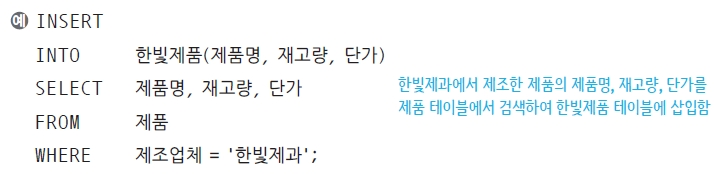 예 INSERT
INTO 한빛제품(제품명, 재고량, 단가)
SELECT 제품명, 재고량, 단가
FROM 제품
WHERE 제조업체 = '한빛제과';
한빛제과에서 제조한 제품의 제품명, 재고량, 단가를
제품 테이블에서 검색하여 한빛제품 테이블에 삽입함